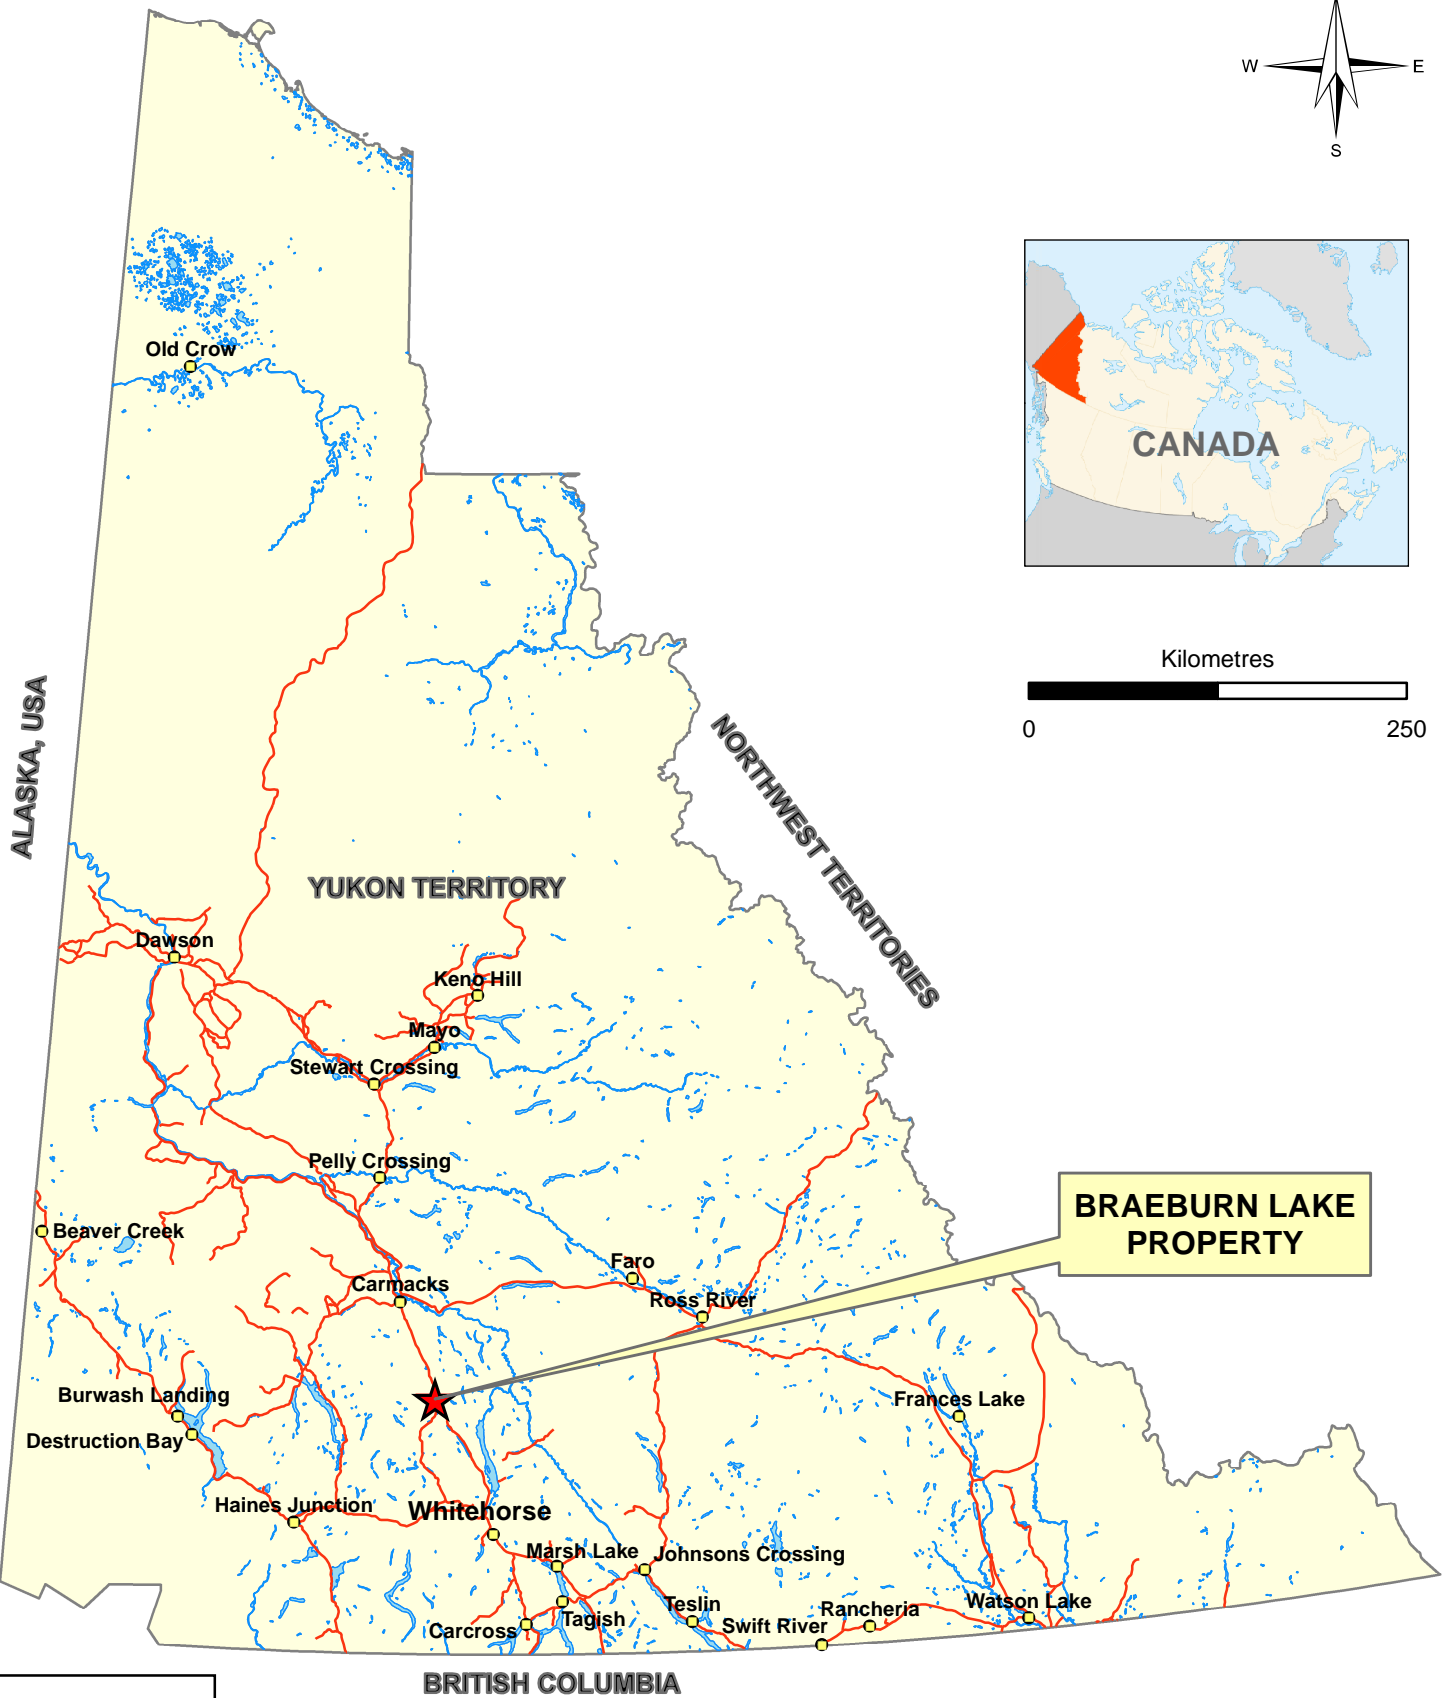 W E
S
CANADA
Kilometres
0 250
Old Crow
ALASKA, USA
NORTHWEST TERRITORIES
YUKON TERRITORY
Dawson
Keno Hill
Mayo
Stewart Crossing
Pelly Crossing
BRAEBURN LAKE
PROPERTY
Beaver Creek
Faro
Carmacks
Ross River
Burwash Landing
Frances Lake
Destruction Bay
Haines Junction
Whitehorse
Marsh Lake
Johnsons Crossing
Teslin
Watson Lake
Rancheria
Tagish
Swift River
Carcross
BRITISH COLUMBIA